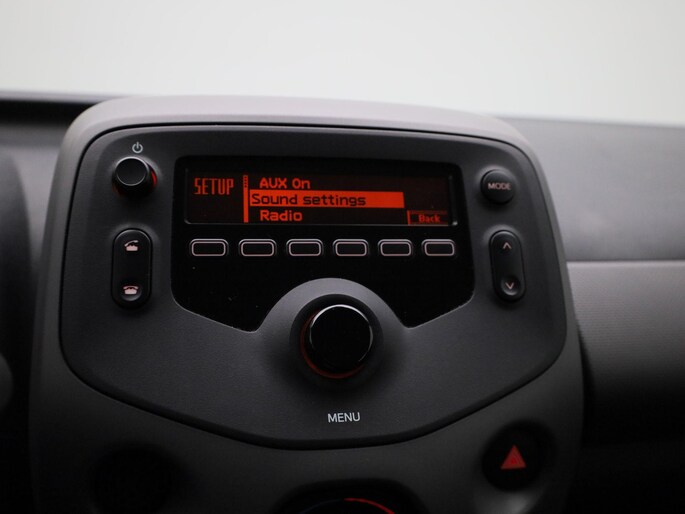 SETUP
AUX On
Sound settings
Radio
Back
MODE
MENU